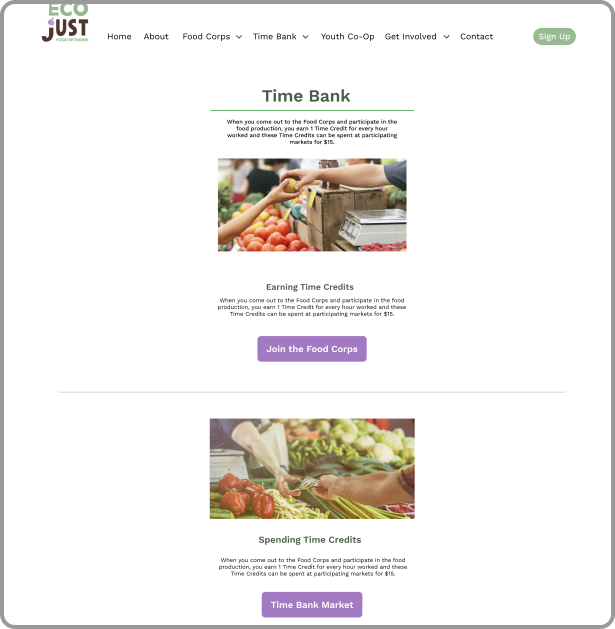 ECO
JUST
FOOD NETWORK
Home About Food Corps Time Bank Youth Co-Op Get Involved Contact Sign Up
Time Bank
When you come out to the Food Corps and participate in the
food production, you earn 1 Time Credit for every hour
worked and these Time Credits can be spent at participating
markets for $15.
Earning Time Credits
When you come out to the Food Corps and participate in the food
production, you earn 1 Time Credit for every hour worked and these
Time Credits can be spent at participating markets for $15.
Join the Food Corps
Spending Time Credits
When you come out to the Food Corps and participate in the food
production, you earn 1 Time Credit for every hour worked and these
Time Credits can be spent at participating markets for $15.
Time Bank Market